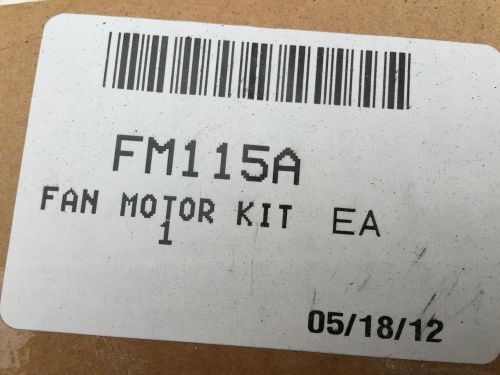 FM115A
FAN MOTOR KIT EA
1
05/18/12